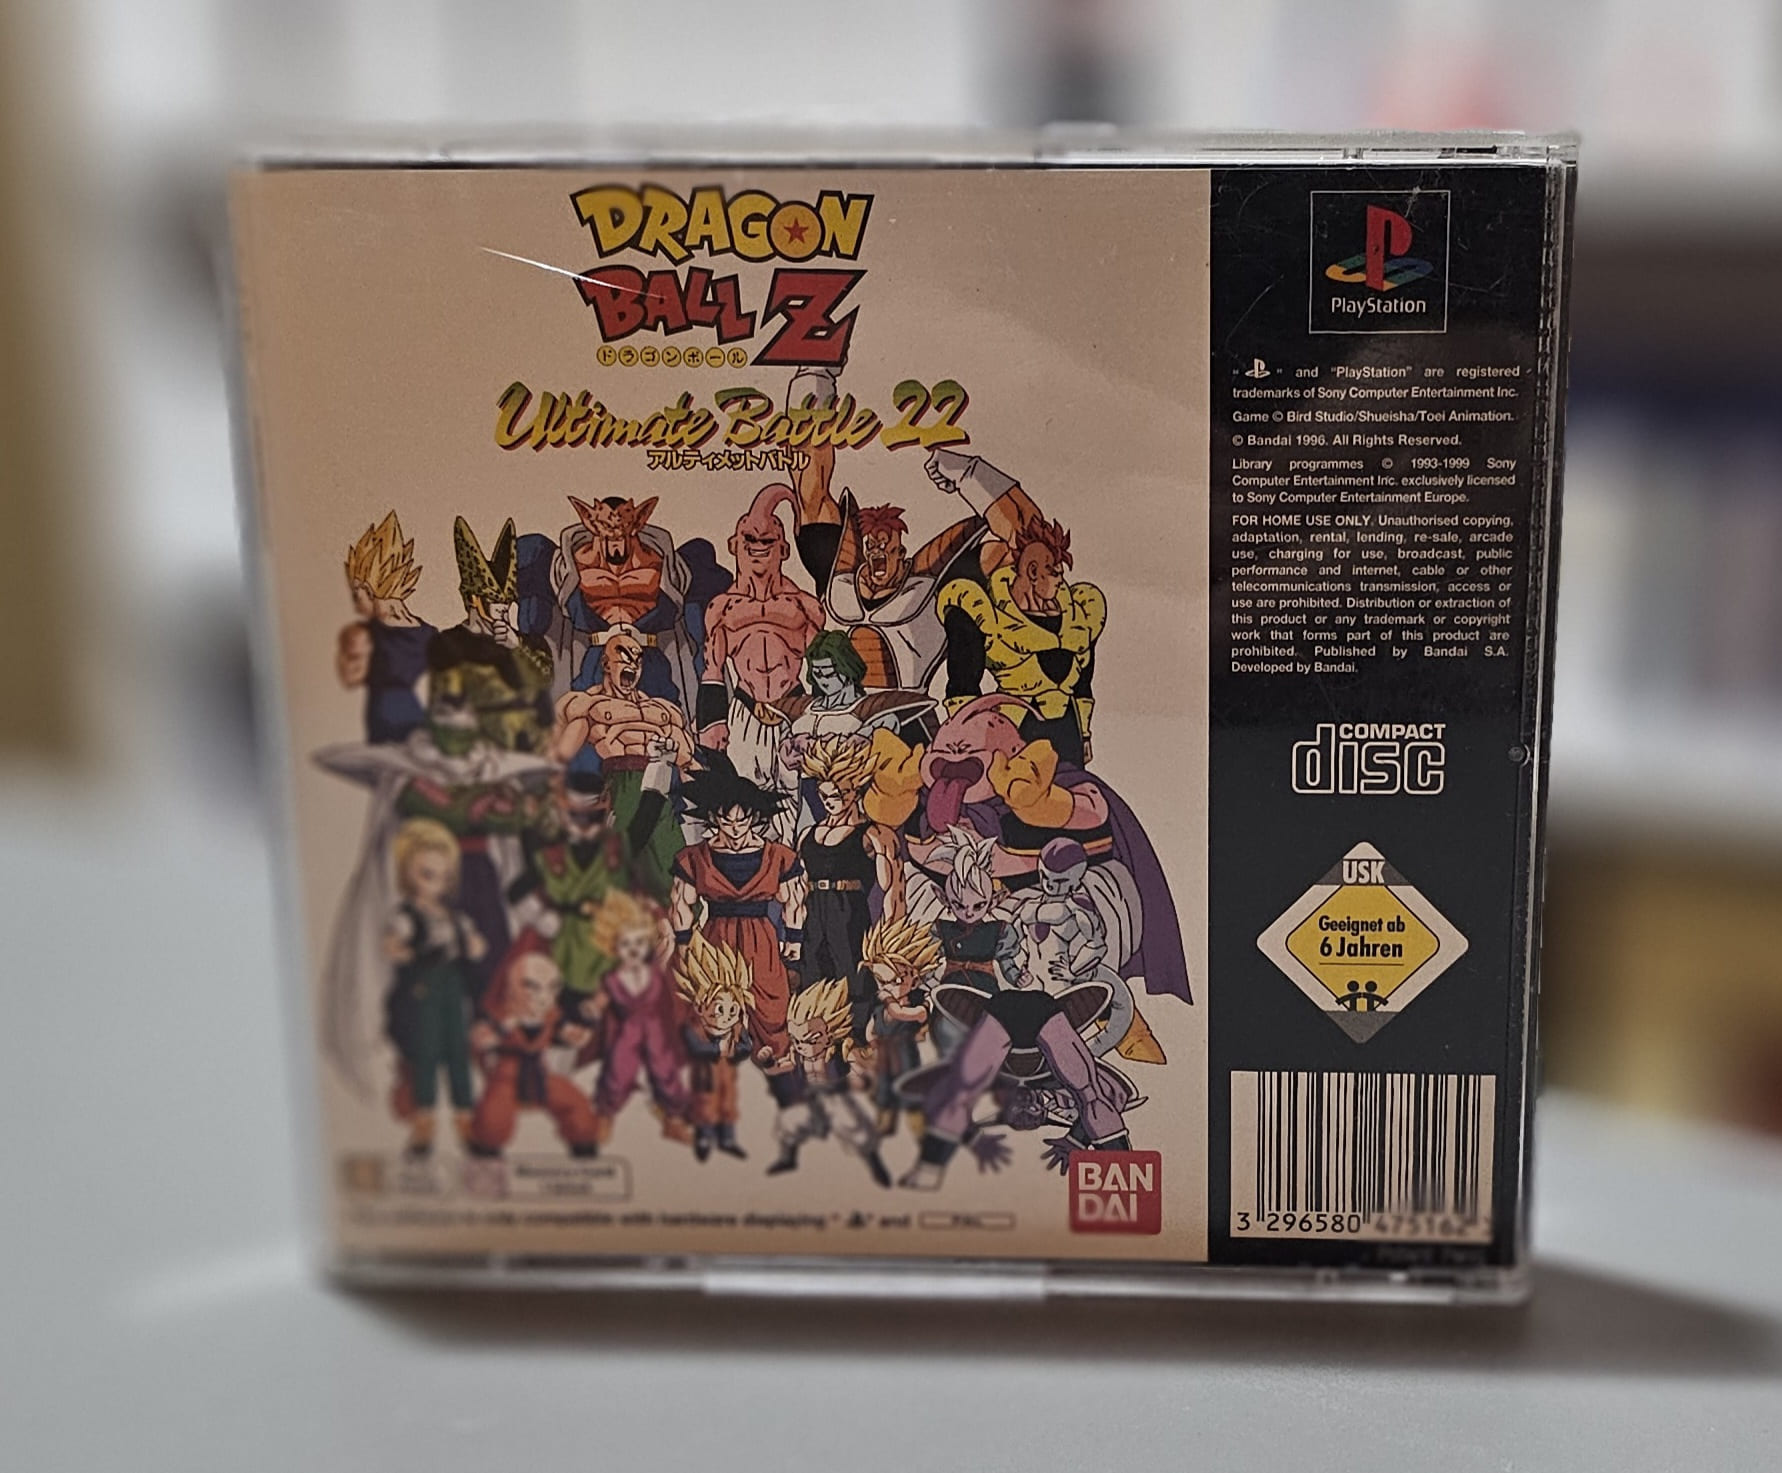 DRAGON
BALL Z
ドラゴンボール
Ultimate Battle 22
アルティメットバトル
BAN
DAI
PlayStation
" " and "PlayStation" are registered
trademarks of Sony Computer Entertainment Inc.
Game © Bird Studio/Shueisha/Toei Animation.
© Bandai 1996. All Rights Reserved.
Library programmes © 1993-1999 Sony
Computer Entertainment Inc. exclusively licensed
to Sony Computer Entertainment Europe.
FOR HOME USE ONLY. Unauthorised copying,
adaptation, rental, lending, re-sale, arcade
use, charging for use, broadcast, public
performance and internet, cable or other
telecommunications transmission, access or
use are prohibited. Distribution or extraction of
this product or any trademark or copyright
work that forms part of this product are
prohibited. Published by Bandai S.A.
Developed by Bandai.
COMPACT
disc
USK
Geeignet ab
6 Jahren
3 296580 475162
compatible with hardware displaying " " and